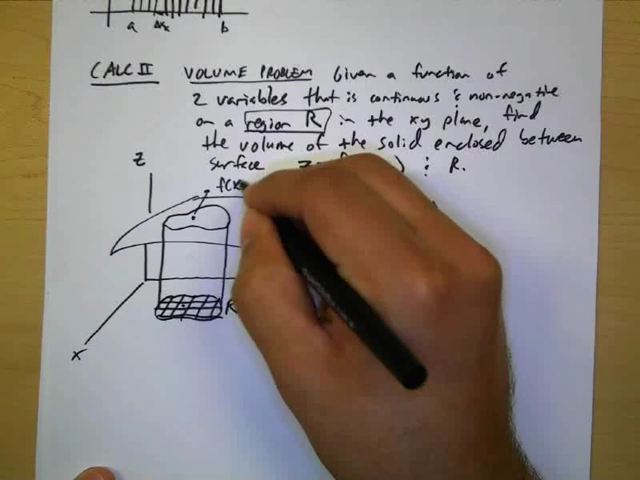 a Δxₖ b
CALC II VOLUME PROBLEM Given a function of
2 variables that is continuous & non-negative
on a region R in the xy plane, find
the volume of the solid enclosed between
surface z = ) & R.
z
f(x
R
x